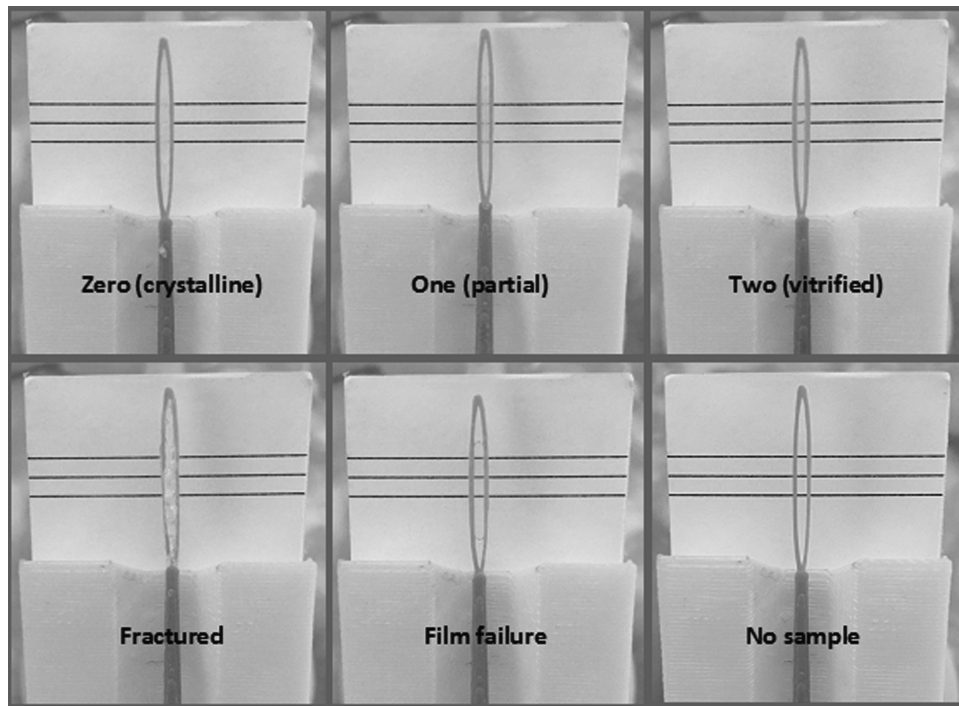 Zero (crystalline)
One (partial)
Two (vitrified)
Fractured
Film failure
No sample